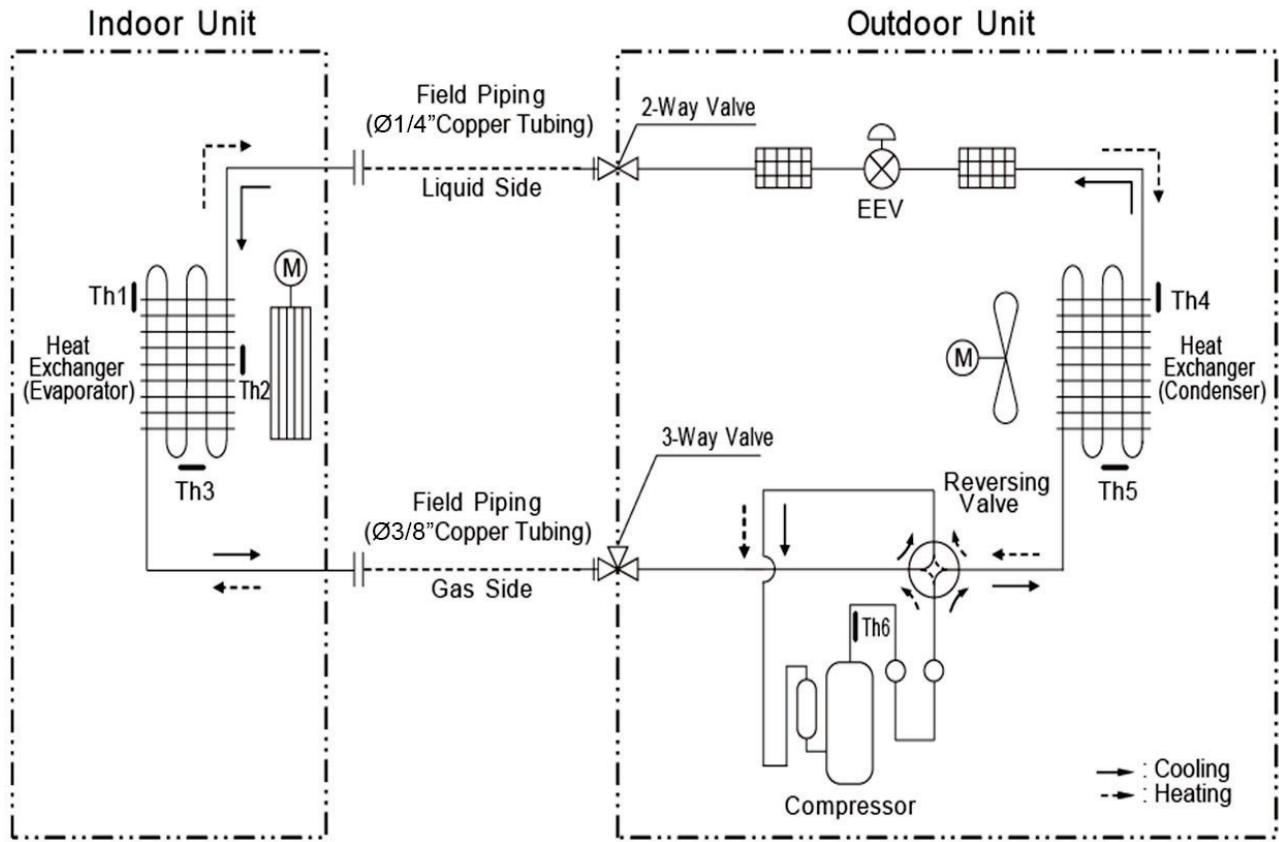 Indoor Unit
Outdoor Unit
Field Piping
(Ø1/4”Copper Tubing)
Liquid Side
2-Way Valve
EEV
M
Th1
Heat
Exchanger
(Evaporator)
Th2
Th3
M
Th4
Heat
Exchanger
(Condenser)
Th5
3-Way Valve
Field Piping
(Ø3/8”Copper Tubing)
Gas Side
Reversing
Valve
Th6
Compressor
: Cooling
: Heating